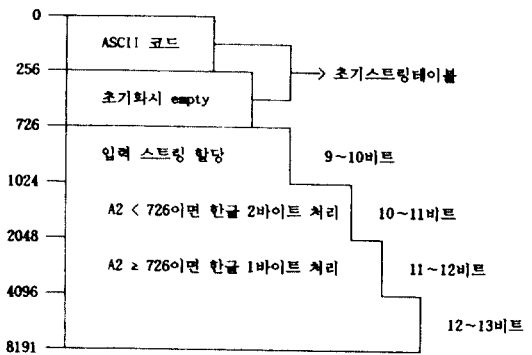 0
ASCII 코드
초기스트링테이블
256
초기화시 empty
726
입력 스트링 할당
9~10비트
1024
A2 < 726이면 한글 2바이트 처리
10~11비트
2048
A2 ≥ 726이면 한글 1바이트 처리
11~12비트
4096
12~13비트
8191